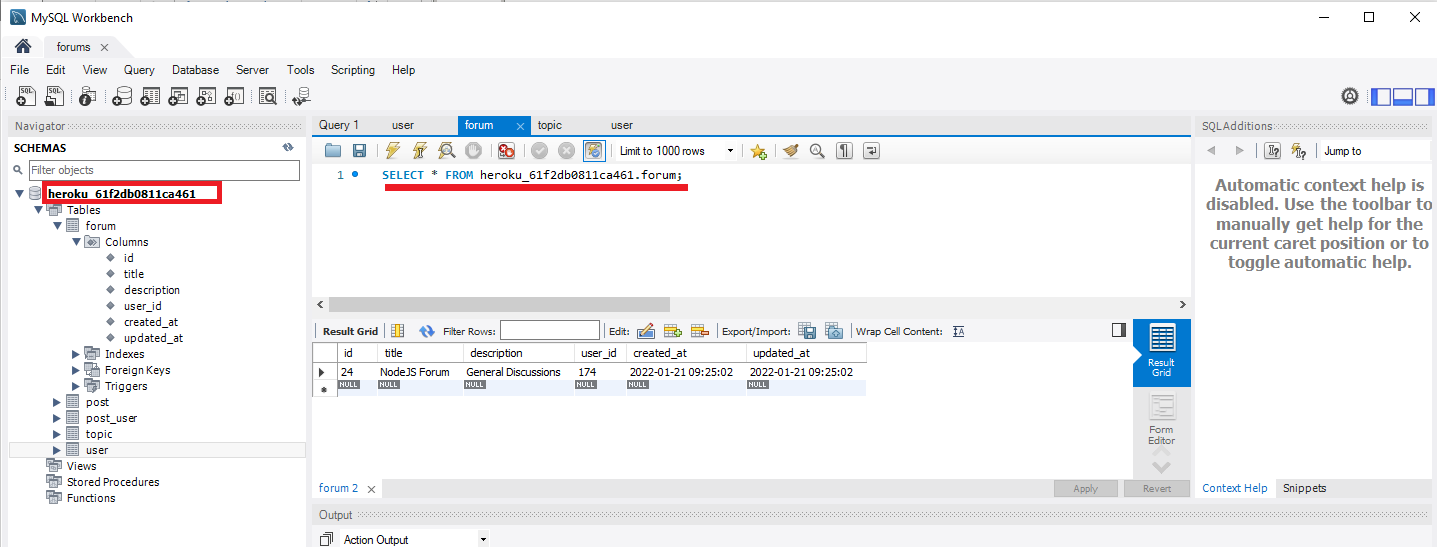 MySQL Workbench
forums
File Edit View Query Database Server Tools Scripting Help
Navigator
SCHEMAS
Filter objects
heroku_61f2db0811ca461
Tables
forum
Columns
id
title
description
user_id
created_at
updated_at
Indexes
Foreign Keys
Triggers
post
post_user
topic
user
Views
Stored Procedures
Functions
Query 1 user forum topic user
Limit to 1000 rows
1 SELECT * FROM heroku_61f2db0811ca461.forum;
Result Grid Filter Rows: Edit: Export/Import: Wrap Cell Content:
id title description user_id created_at updated_at
24 NodeJS Forum General Discussions 174 2022-01-21 09:25:02 2022-01-21 09:25:02
NULL NULL NULL NULL NULL NULL
Result
Grid
Form
Editor
forum 2 Apply Revert
Output
Action Output
SQLAdditions
Jump to
Automatic context help is
disabled. Use the toolbar to
manually get help for the
current caret position or to
toggle automatic help.
Context Help Snippets